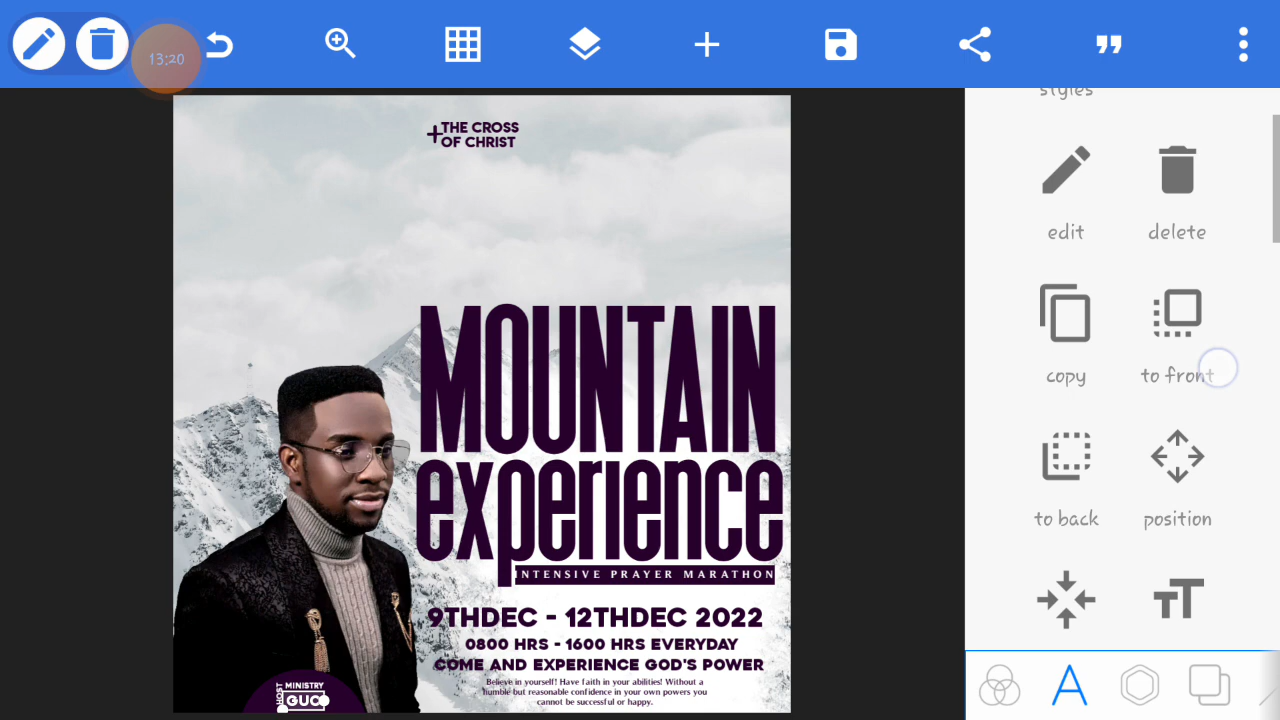 13:20
styles
edit
delete
copy
to front
to back
position
THE CROSS
OF CHRIST
MOUNTAIN
experience
INTENSIVE PRAYER MARATHON
9THDEC - 12THDEC 2022
0800 HRS - 1600 HRS EVERYDAY
COME AND EXPERIENCE GOD'S POWER
Believe in yourself! Have faith in your abilities! Without a
humble but reasonable confidence in your own powers you
cannot be successful or happy.
HOST
MINISTRY
GUC